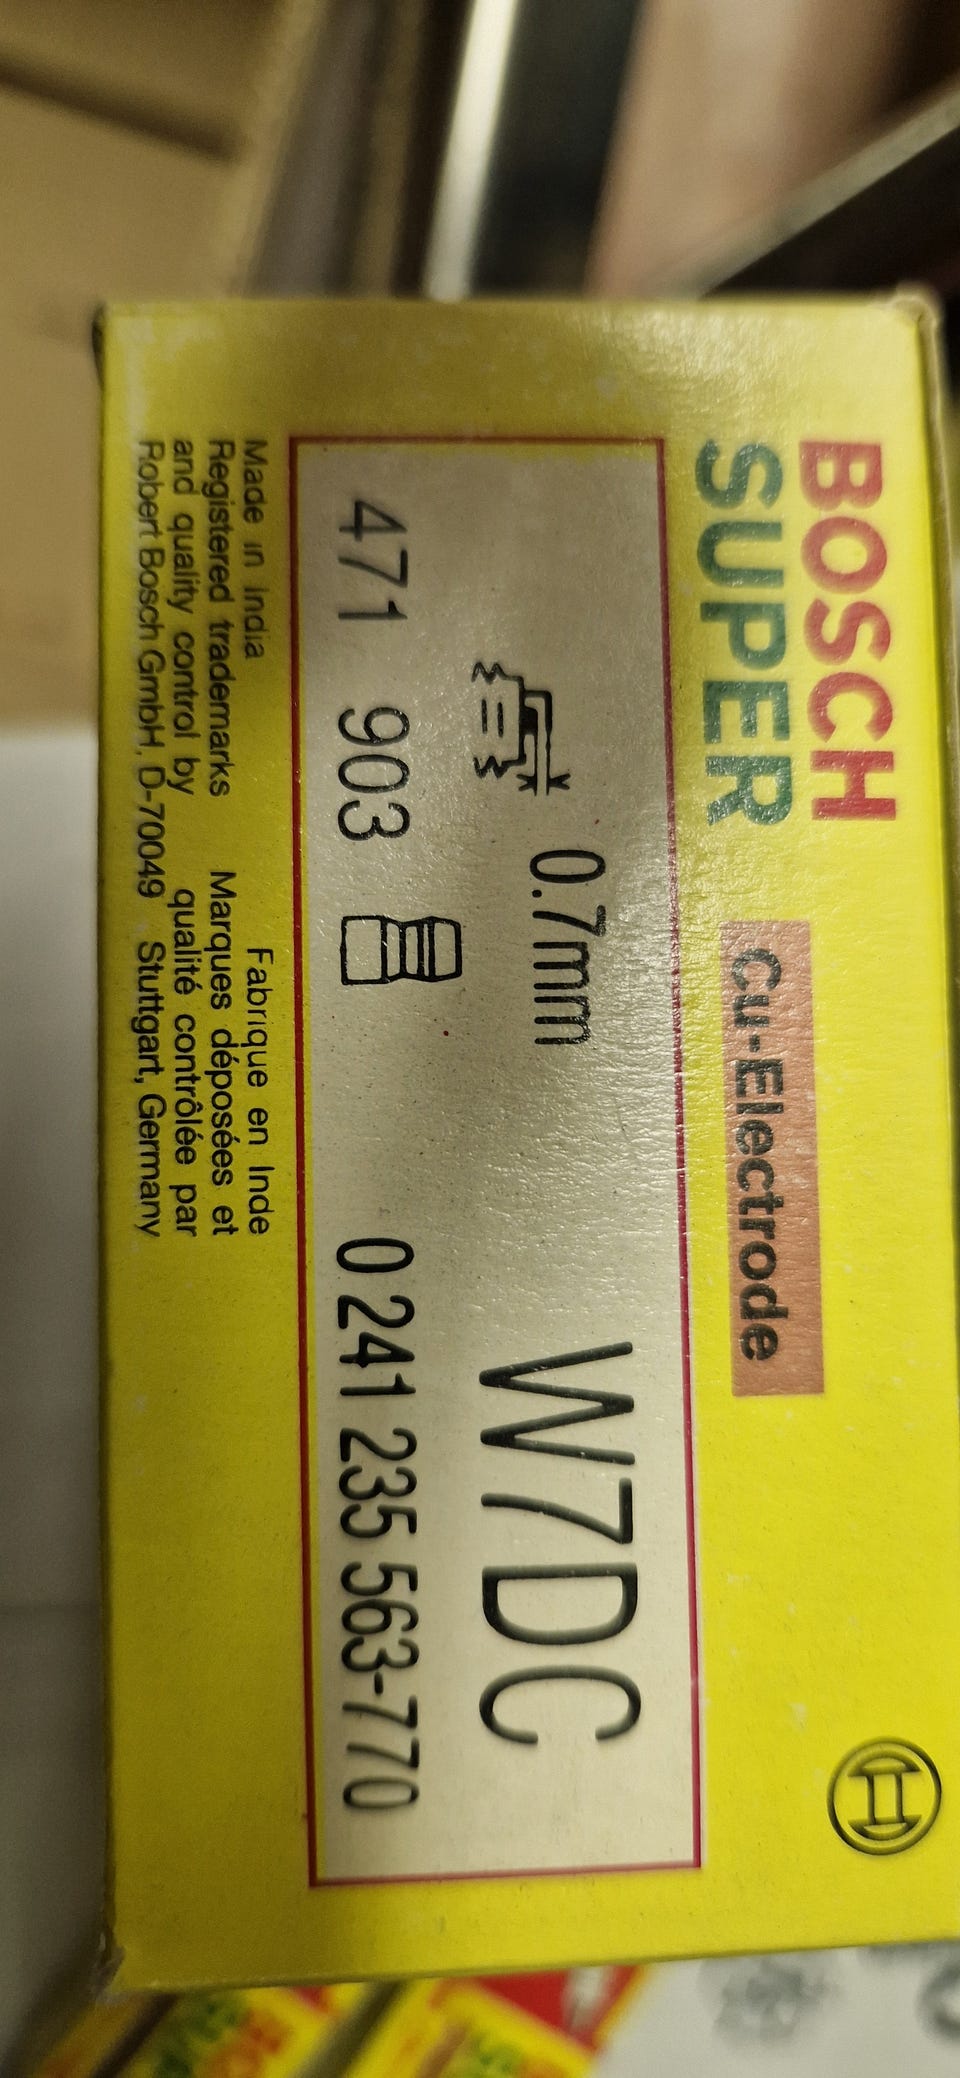 BOSCH
SUPER
Cu-Electrode
0.7mm
W7DC
471 903
0 241 235 563-770
Made in India
Fabrique en Inde
Registered trademarks
Marques déposées et
and quality control by
qualité contrôlée par
Robert Bosch GmbH, D-70049 Stuttgart, Germany